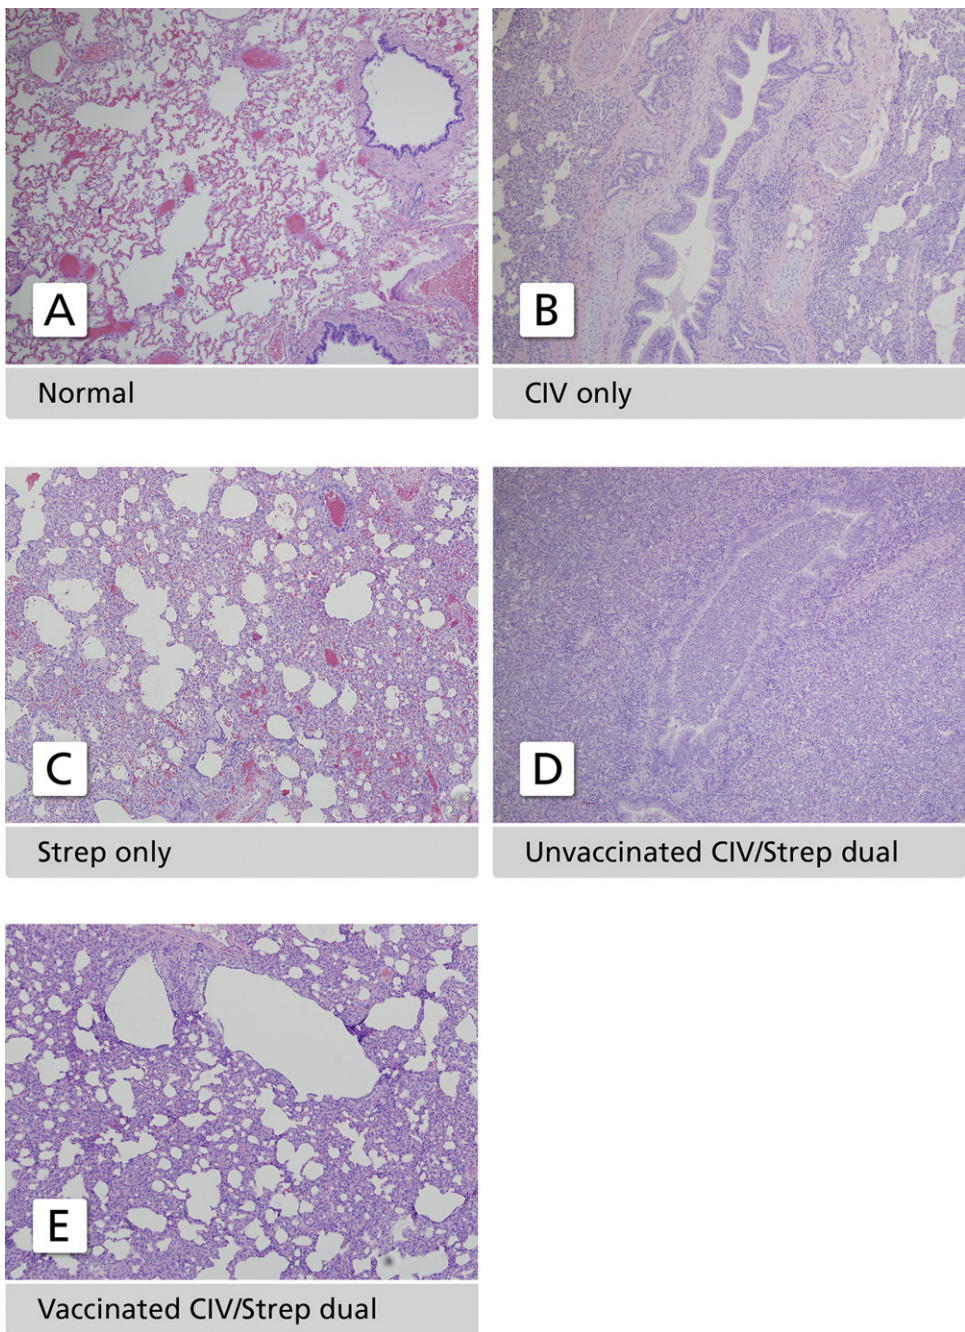 A
Normal
B
CIV only
C
Strep only
D
Unvaccinated CIV/Strep dual
E
Vaccinated CIV/Strep dual